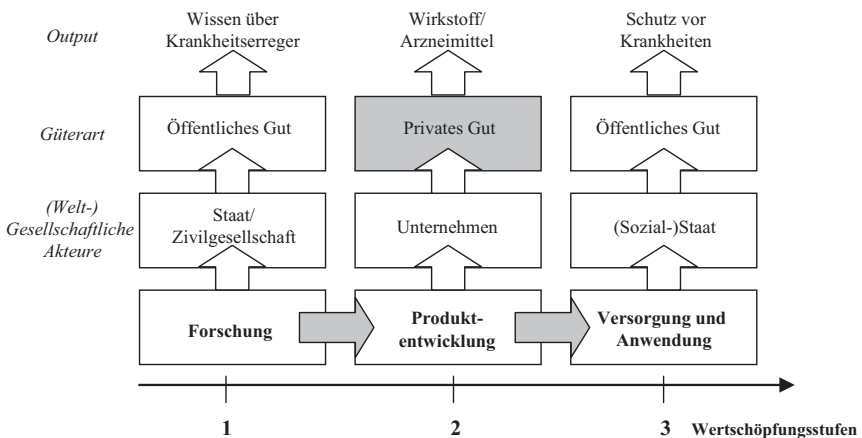 Output
Wissen über
Krankheitserreger
Wirkstoff/
Arzneimittel
Schutz vor
Krankheiten
Güterart
Öffentliches Gut
Privates Gut
Öffentliches Gut
(Welt-)
Gesellschaftliche
Akteure
Staat/
Zivilgesellschaft
Unternehmen
(Sozial-)Staat
Forschung
Produkt-
entwicklung
Versorgung und
Anwendung
1
2
3
Wertschöpfungsstufen